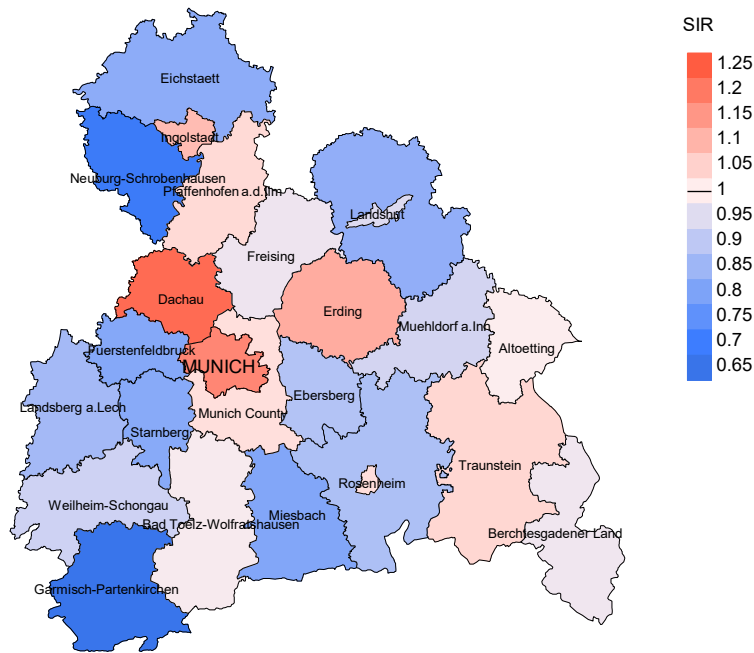 SIR
1.25
1.2
1.15
1.1
1.05
1
0.95
0.9
0.85
0.8
0.75
0.7
0.65
Eichstaett
Ingolstadt
Neuburg-Schrobenhausen
Pfaffenhofen a.d.Ilm
Landshut
Freising
Dachau
Erding
Muehldorf a.Inn
Altoetting
Fuerstenfeldbruck
MUNICH
Ebersberg
Landsberg a.Lech
Munich County
Starnberg
Traunstein
Rosenheim
Weilheim-Schongau
Miesbach
Bad Toelz-Wolfratshausen
Berchtesgadener Land
Garmisch-Partenkirchen